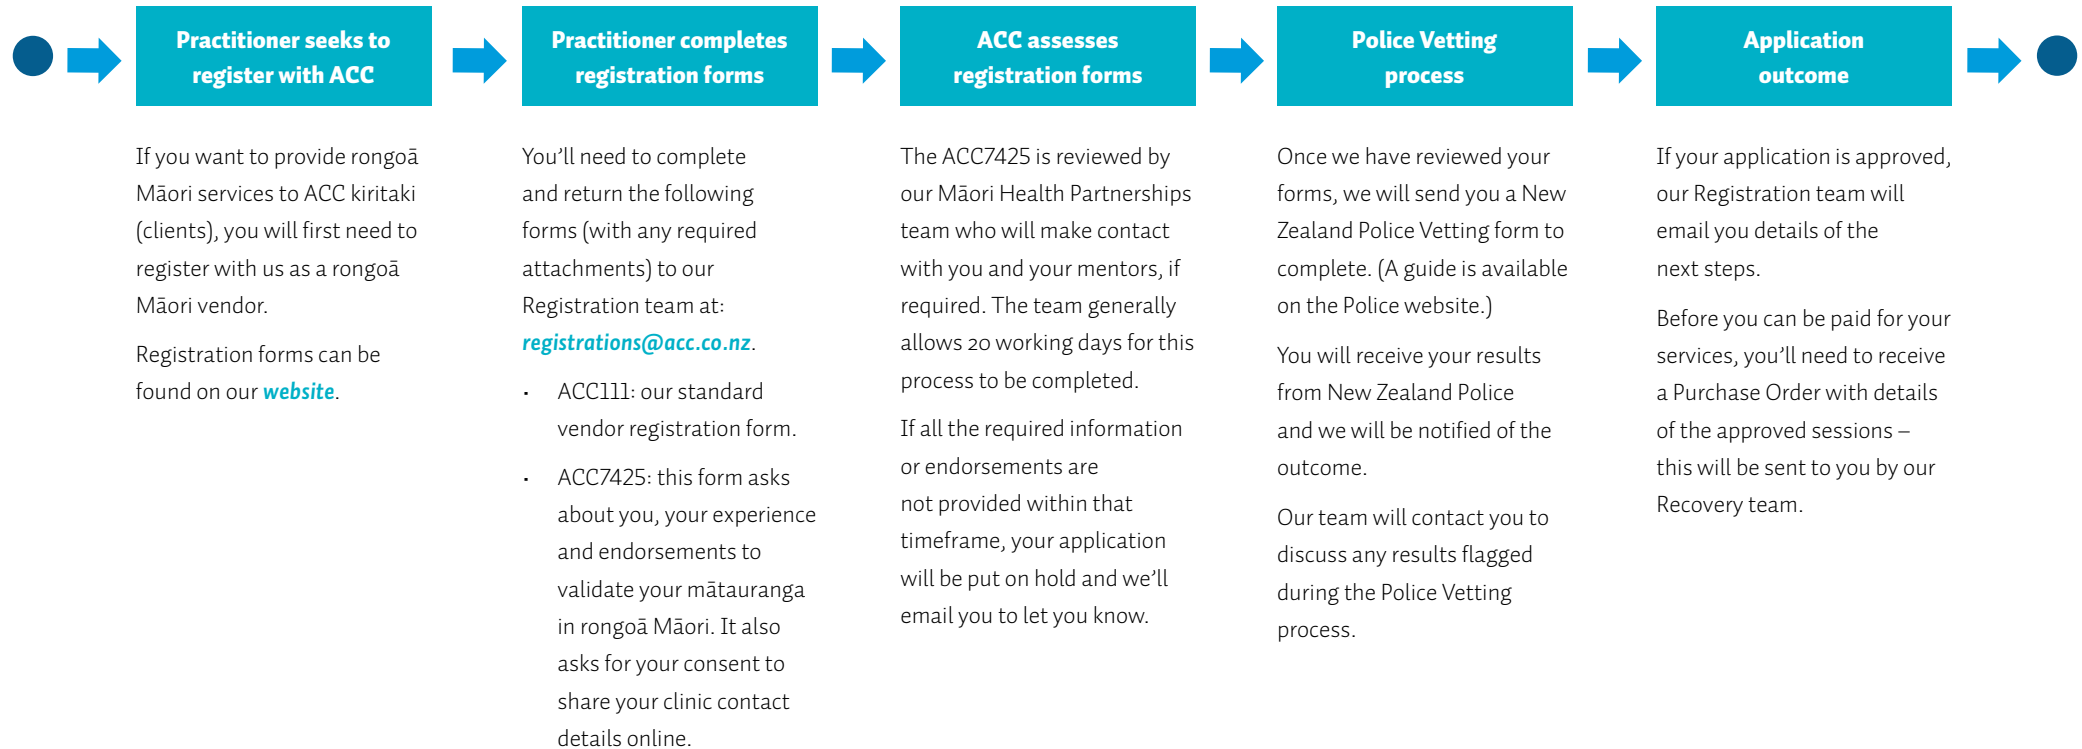 Practitioner seeks to
register with ACC
If you want to provide rongoā
Māori services to ACC kiritaki
(clients), you will first need to
register with us as a rongoā
Māori vendor.
Registration forms can be
found on our website.
Practitioner completes
registration forms
You’ll need to complete
and return the following
forms (with any required
attachments) to our
Registration team at:
registrations@acc.co.nz.
• ACC111: our standard
vendor registration form.
• ACC7425: this form asks
about you, your experience
and endorsements to
validate your mātauranga
in rongoā Māori. It also
asks for your consent to
share your clinic contact
details online.
ACC assesses
registration forms
The ACC7425 is reviewed by
our Māori Health Partnerships
team who will make contact
with you and your mentors, if
required. The team generally
allows 20 working days for this
process to be completed.
If all the required information
or endorsements are
not provided within that
timeframe, your application
will be put on hold and we’ll
email you to let you know.
Police Vetting
process
Once we have reviewed your
forms, we will send you a New
Zealand Police Vetting form to
complete. (A guide is available
on the Police website.)
You will receive your results
from New Zealand Police
and we will be notified of the
outcome.
Our team will contact you to
discuss any results flagged
during the Police Vetting
process.
Application
outcome
If your application is approved,
our Registration team will
email you details of the
next steps.
Before you can be paid for your
services, you’ll need to receive
a Purchase Order with details
of the approved sessions –
this will be sent to you by our
Recovery team.